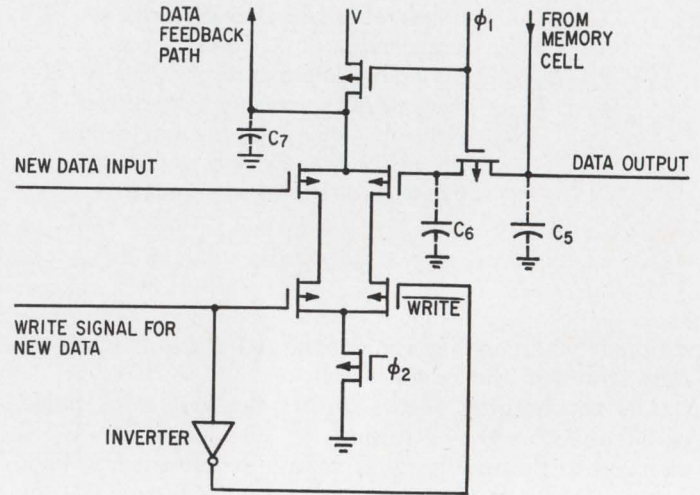 DATA
FEEDBACK
PATH
V
ϕ1
FROM
MEMORY
CELL
C7
NEW DATA INPUT
DATA OUTPUT
C6
C5
WRITE SIGNAL FOR
NEW DATA
WRITE
ϕ2
INVERTER